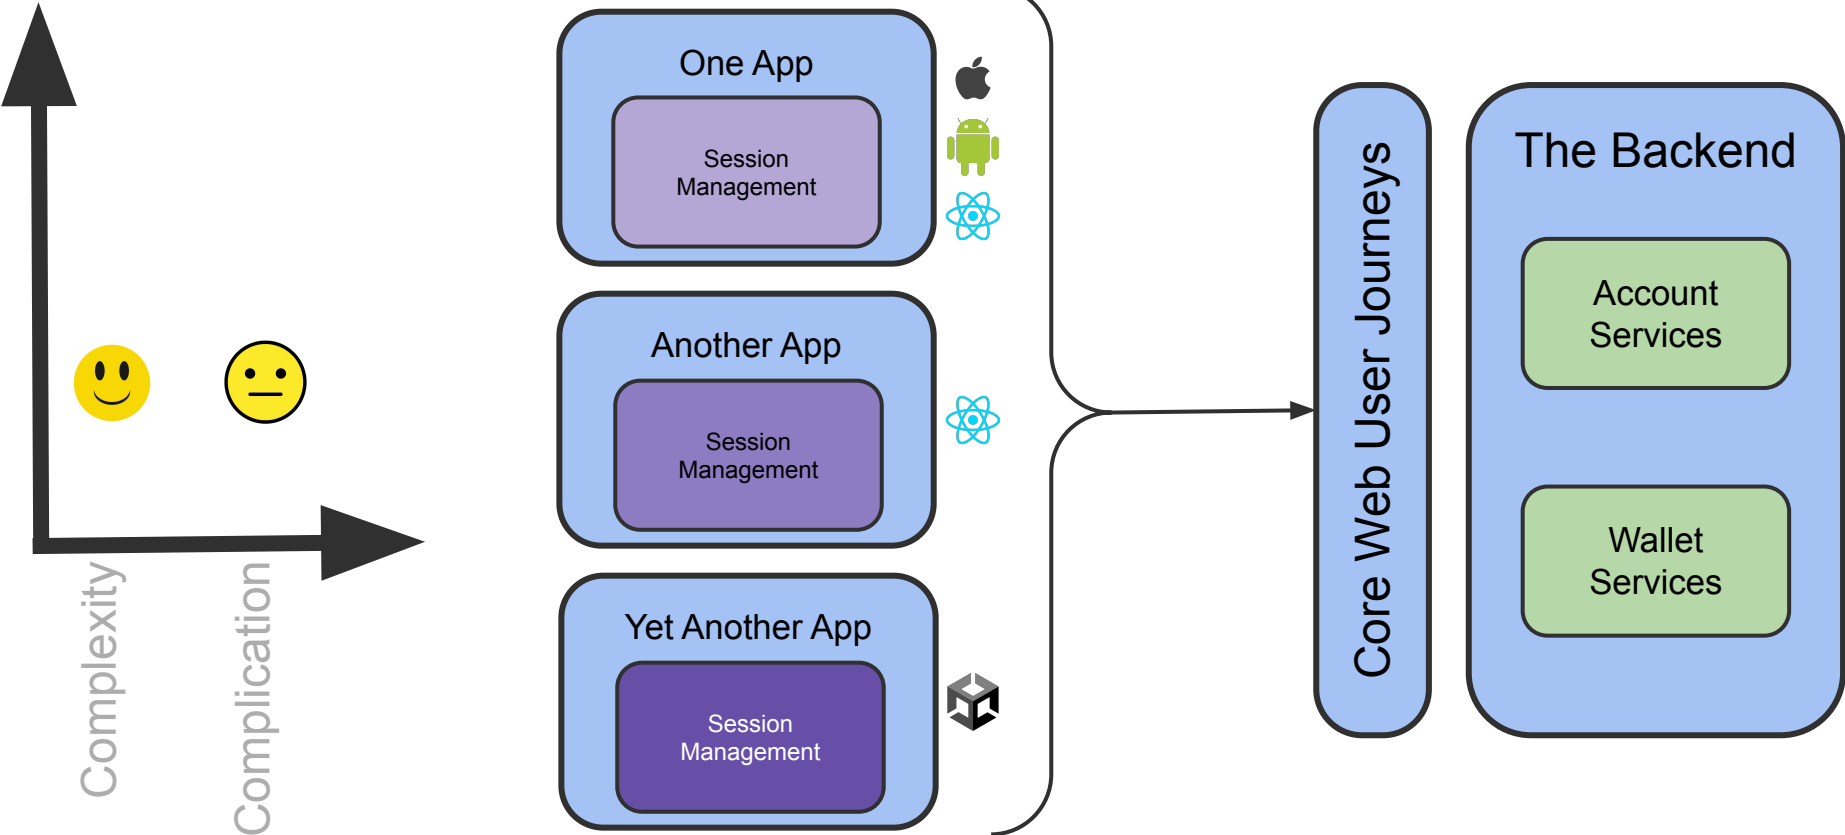 One App
Session
Management
Another App
Session
Management
Yet Another App
Session
Management
Complexity
Complication
Core Web User Journeys
The Backend
Account
Services
Wallet
Services